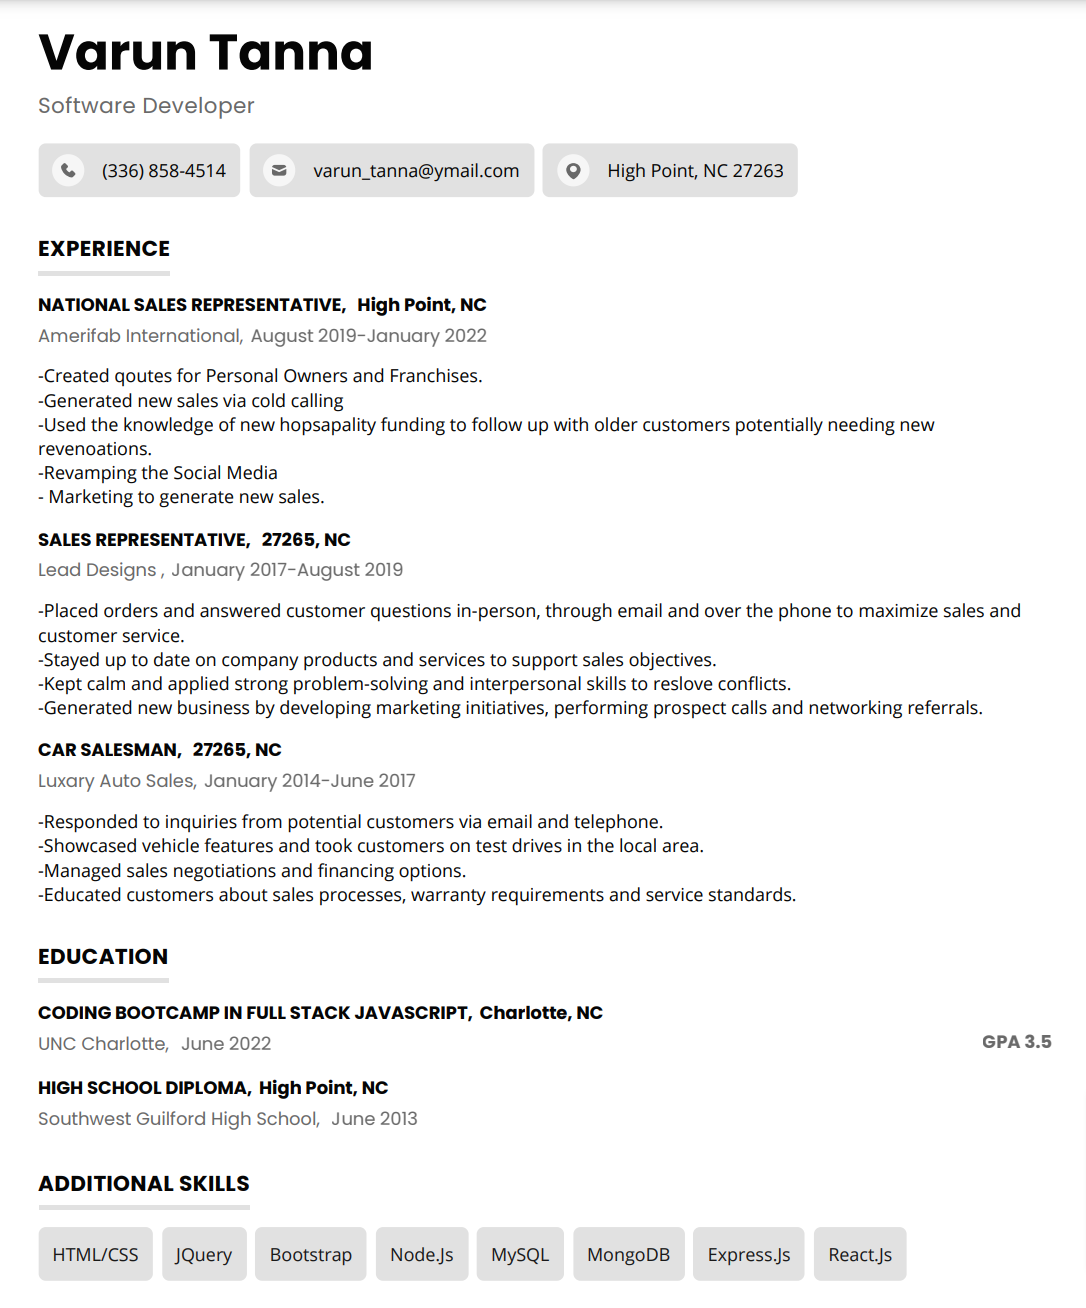 Varun Tanna
Software Developer
(336) 858-4514 varun_tanna@ymail.com High Point, NC 27263
EXPERIENCE
NATIONAL SALES REPRESENTATIVE, High Point, NC
Amerifab International, August 2019-January 2022
-Created qoutes for Personal Owners and Franchises.
-Generated new sales via cold calling
-Used the knowledge of new hopsapality funding to follow up with older customers potentially needing new
revenoations.
-Revamping the Social Media
- Marketing to generate new sales.
SALES REPRESENTATIVE, 27265, NC
Lead Designs , January 2017-August 2019
-Placed orders and answered customer questions in-person, through email and over the phone to maximize sales and
customer service.
-Stayed up to date on company products and services to support sales objectives.
-Kept calm and applied strong problem-solving and interpersonal skills to reslove conflicts.
-Generated new business by developing marketing initiatives, performing prospect calls and networking referrals.
CAR SALESMAN, 27265, NC
Luxary Auto Sales, January 2014-June 2017
-Responded to inquiries from potential customers via email and telephone.
-Showcased vehicle features and took customers on test drives in the local area.
-Managed sales negotiations and financing options.
-Educated customers about sales processes, warranty requirements and service standards.
EDUCATION
CODING BOOTCAMP IN FULL STACK JAVASCRIPT, Charlotte, NC
UNC Charlotte, June 2022 GPA 3.5
HIGH SCHOOL DIPLOMA, High Point, NC
Southwest Guilford High School, June 2013
ADDITIONAL SKILLS
HTML/CSS JQuery Bootstrap Node.Js MySQL MongoDB Express.Js React.Js